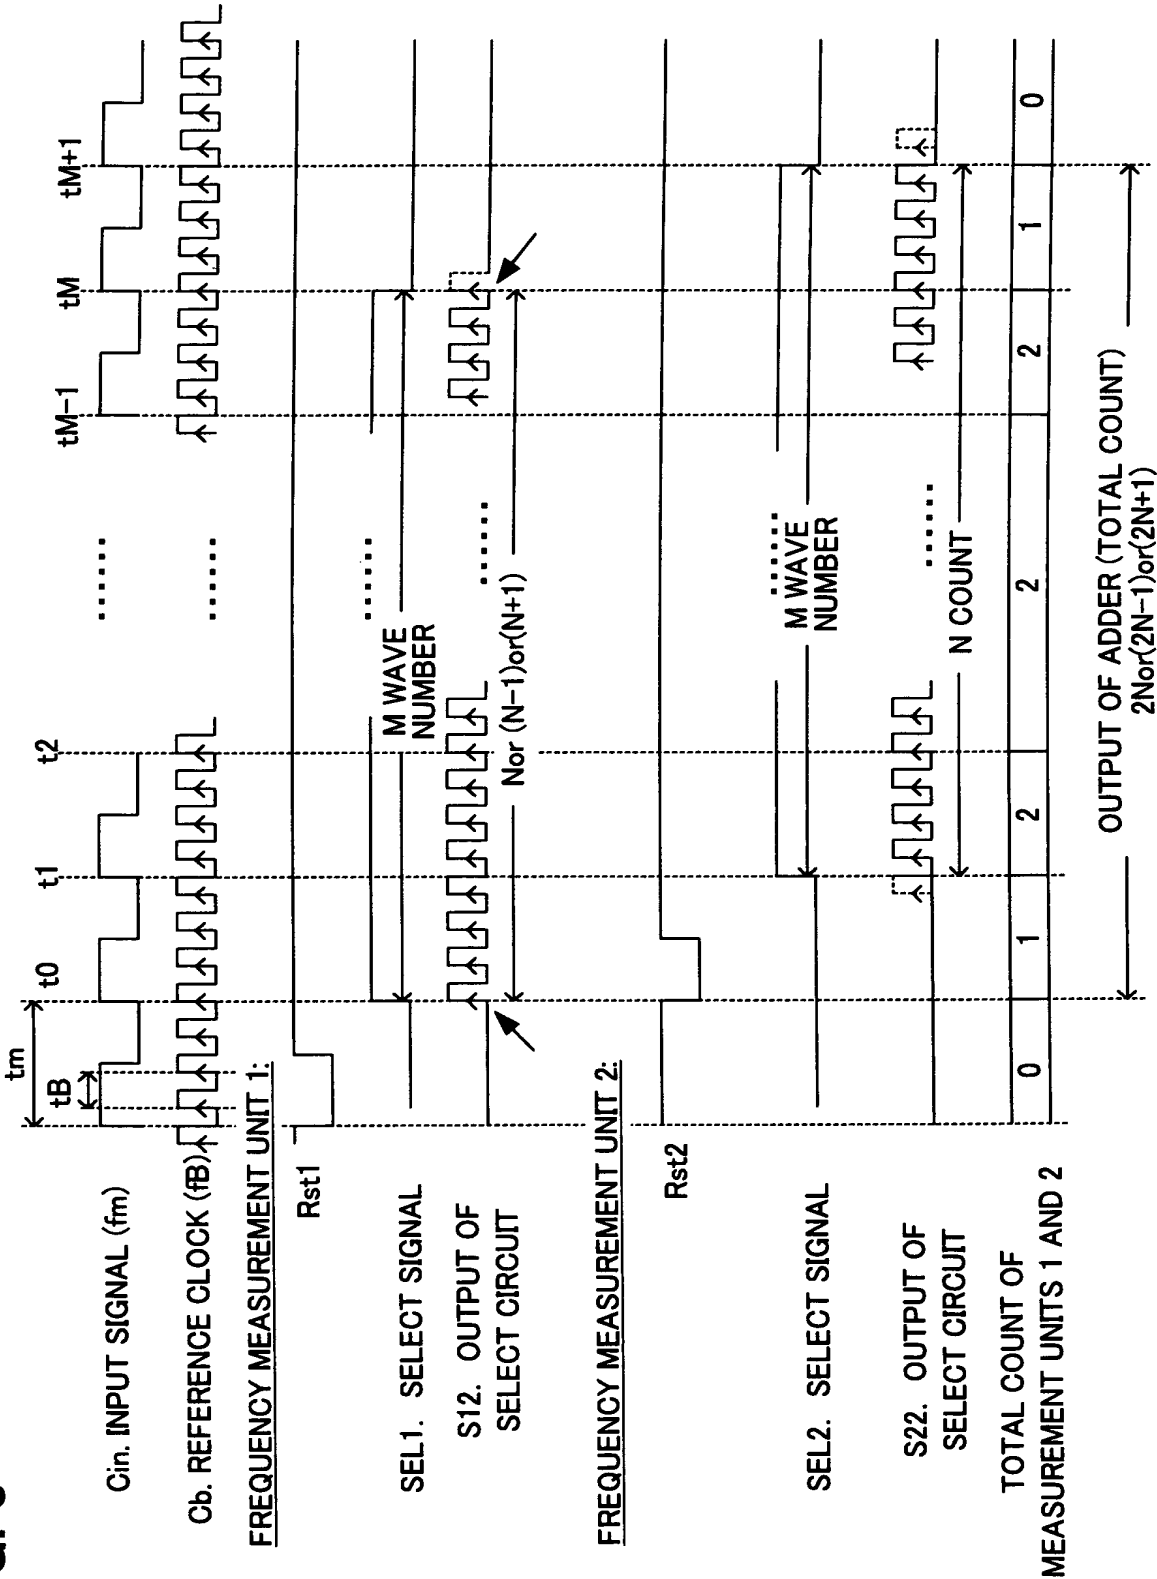 tm
tB
t0
t1
t2
tM-1
tM
tM+1
Cin. INPUT SIGNAL (fm)
Cb. REFERENCE CLOCK (fB)
FREQUENCY MEASUREMENT UNIT 1:
Rst1
SEL1. SELECT SIGNAL
M WAVE
NUMBER
S12. OUTPUT OF
SELECT CIRCUIT
Nor (N-1)or(N+1)
FREQUENCY MEASUREMENT UNIT 2:
Rst2
SEL2. SELECT SIGNAL
M WAVE
NUMBER
S22. OUTPUT OF
SELECT CIRCUIT
N COUNT
TOTAL COUNT OF
MEASUREMENT UNITS 1 AND 2
0 1 2 2 2 1 0
OUTPUT OF ADDER (TOTAL COUNT)
2Nor(2N-1)or(2N+1)